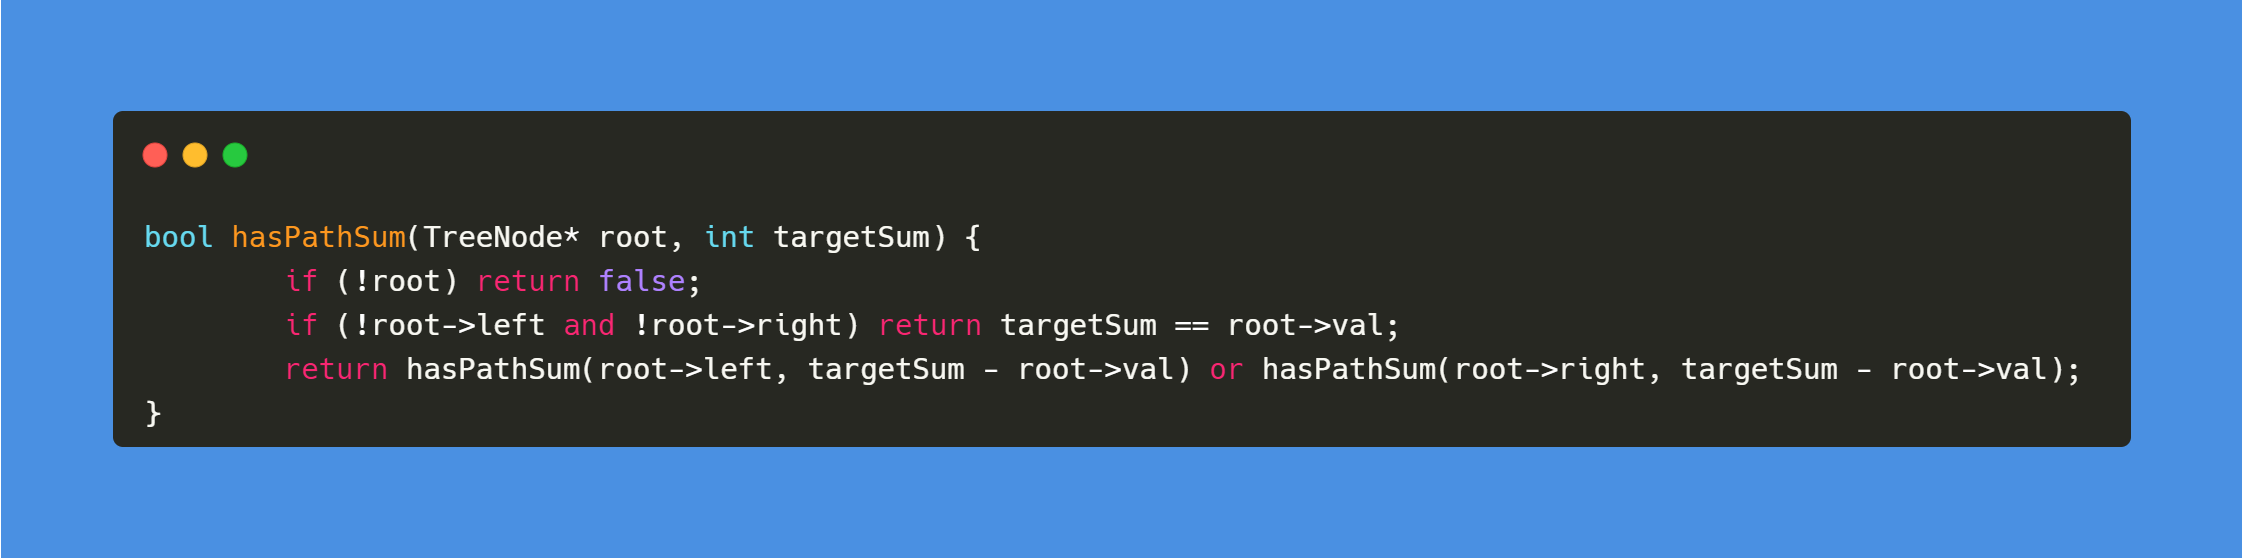 bool hasPathSum(TreeNode* root, int targetSum) {
        if (!root) return false;
        if (!root->left and !root->right) return targetSum == root->val;
        return hasPathSum(root->left, targetSum - root->val) or hasPathSum(root->right, targetSum - root->val);
}